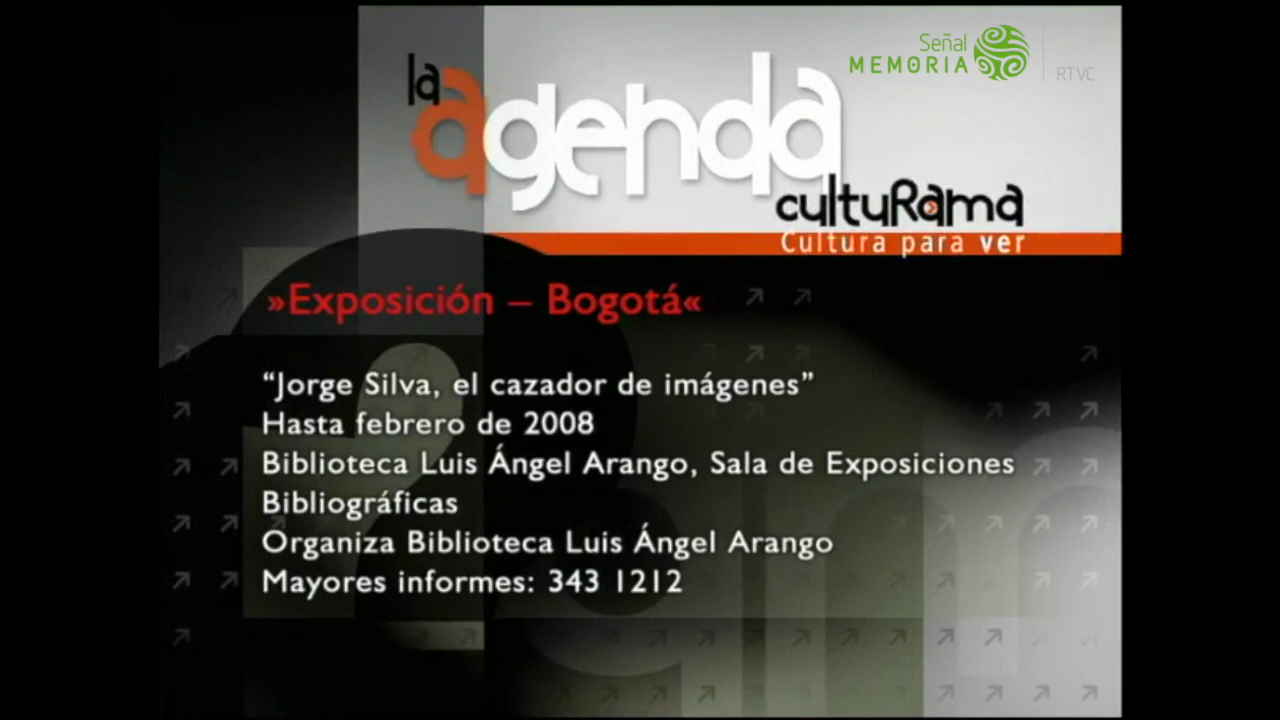 Señal
MEMORIA
RTVC
la agenda
cultuRama
Cultura para ver
»Exposición – Bogotá«
“Jorge Silva, el cazador de imágenes”
Hasta febrero de 2008
Biblioteca Luis Ángel Arango, Sala de Exposiciones
Bibliográficas
Organiza Biblioteca Luis Ángel Arango
Mayores informes: 343 1212